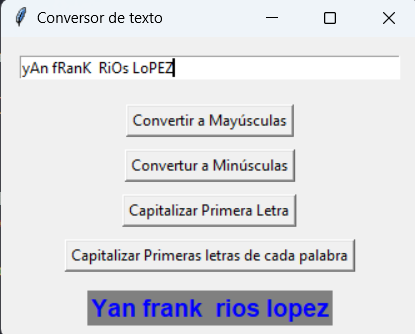 Conversor de texto
yAn fRanK  RiOs LoPEZ
Convertir a Mayúsculas
Convertur a Minúsculas
Capitalizar Primera Letra
Capitalizar Primeras letras de cada palabra
Yan frank  rios lopez